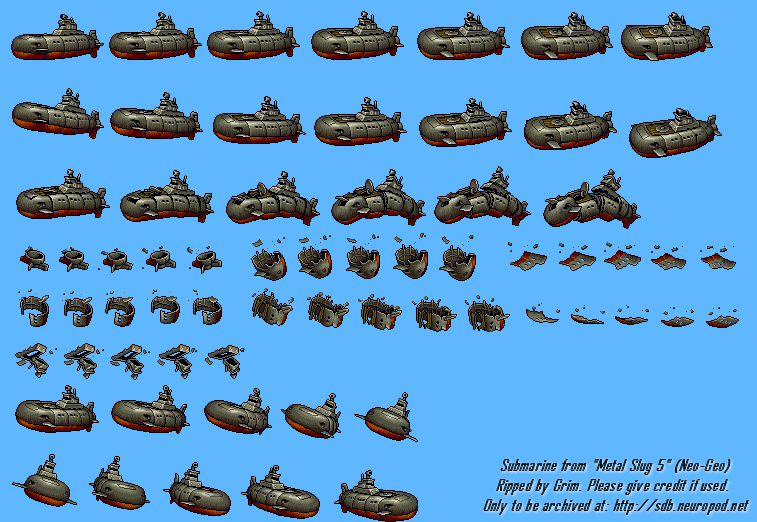 Submarine from "Metal Slug 5" (Neo-Geo)
Ripped by Grim. Please give credit if used.
Only to be archived at: http://sdb.neuropod.net